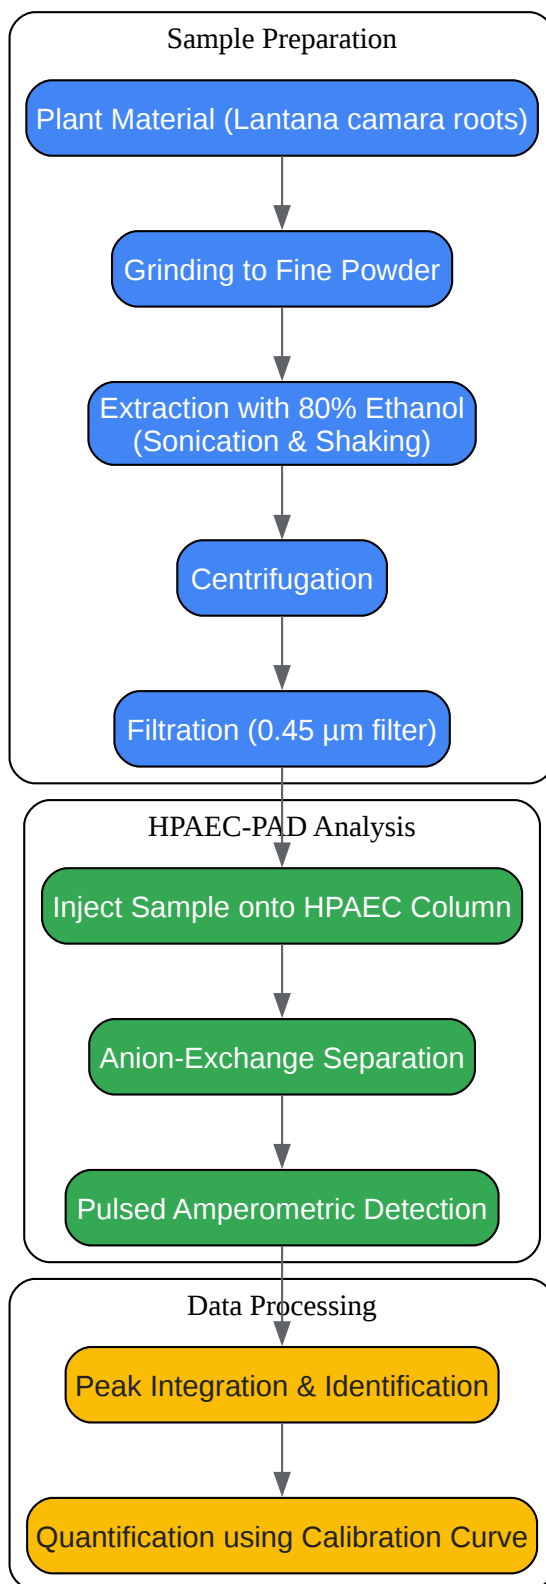 Sample Preparation
Plant Material (Lantana camara roots)
Grinding to Fine Powder
Extraction with 80% Ethanol
(Sonication & Shaking)
Centrifugation
Filtration (0.45 µm filter)
HPAEC-PAD Analysis
Inject Sample onto HPAEC Column
Anion-Exchange Separation
Pulsed Amperometric Detection
Data Processing
Peak Integration & Identification
Quantification using Calibration Curve